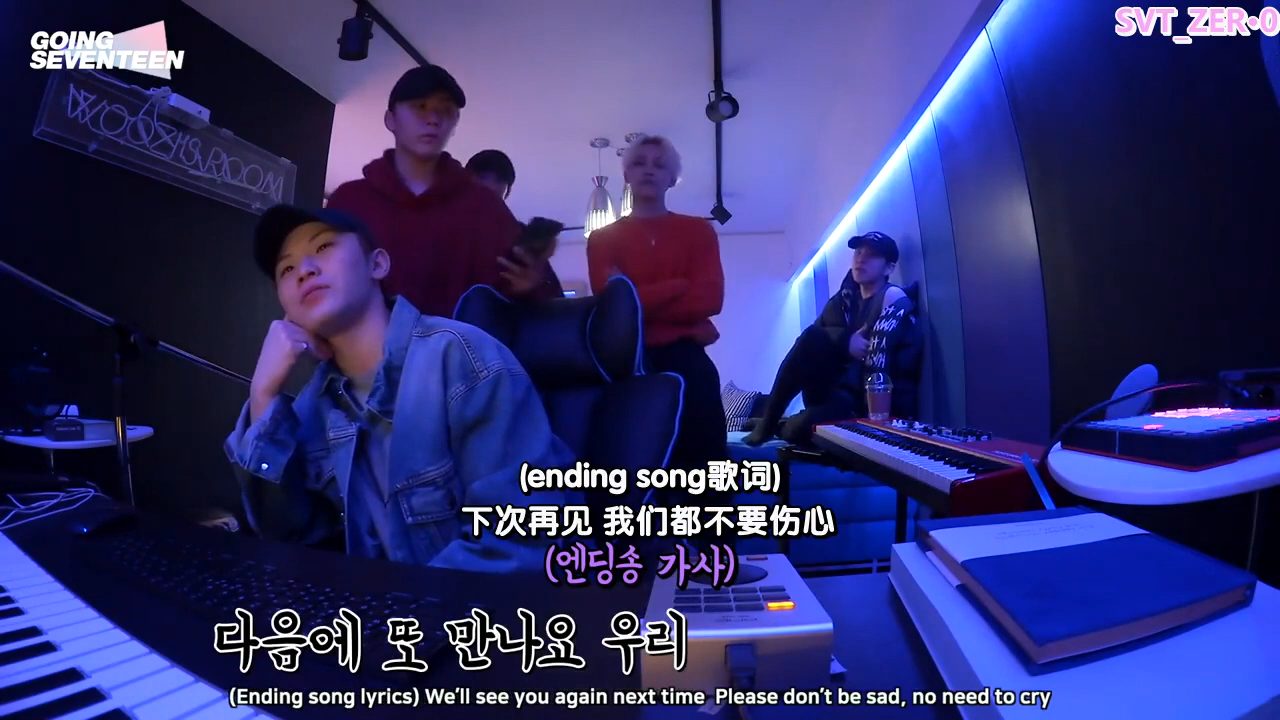 GOING
SEVENTEEN
SVT_ZER•0
(ending song歌词)
下次再见 我们都不要伤心
(엔딩송 가사)
다음에 또 만나요 우리
(Ending song lyrics) We'll see you again next time Please don't be sad, no need to cry